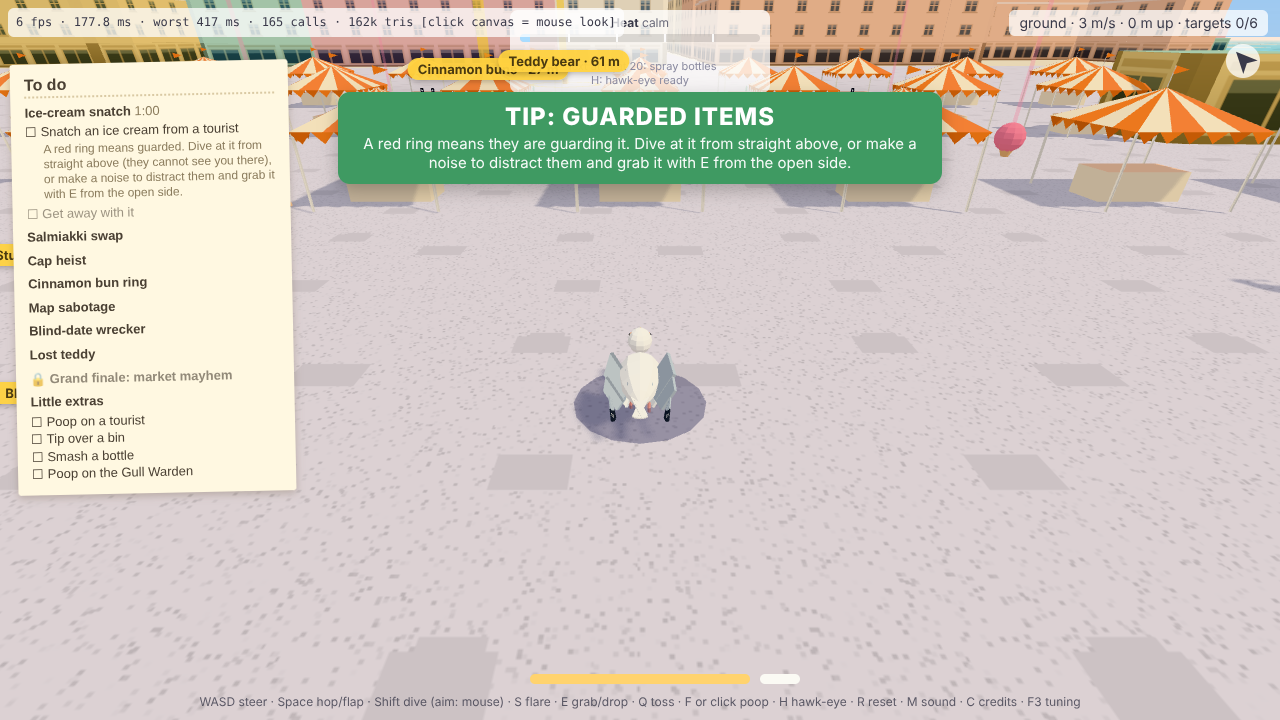 6 fps · 177.8 ms · worst 417 ms · 165 calls · 162k tris [click canvas = mouse look]
calm
ground · 3 m/s · 0 m up · targets 0/6
Teddy bear · 61 m
Cinnamon
20: spray bottles
H: hawk-eye ready
To do
Ice-cream snatch 1:00
☐ Snatch an ice cream from a tourist
A red ring means guarded. Dive at it from
straight above (they cannot see you there),
or make a noise to distract them and grab it
with E from the open side.
☐ Get away with it
Salmiakki swap
Cap heist
Cinnamon bun ring
Map sabotage
Blind-date wrecker
Lost teddy
🔒 Grand finale: market mayhem
Little extras
☐ Poop on a tourist
☐ Tip over a bin
☐ Smash a bottle
☐ Poop on the Gull Warden
TIP: GUARDED ITEMS
A red ring means they are guarding it. Dive at it from straight above, or make a
noise to distract them and grab it with E from the open side.
WASD steer · Space hop/flap · Shift dive (aim: mouse) · S flare · E grab/drop · Q toss · F or click poop · H hawk-eye · R reset · M sound · C credits · F3 tuning